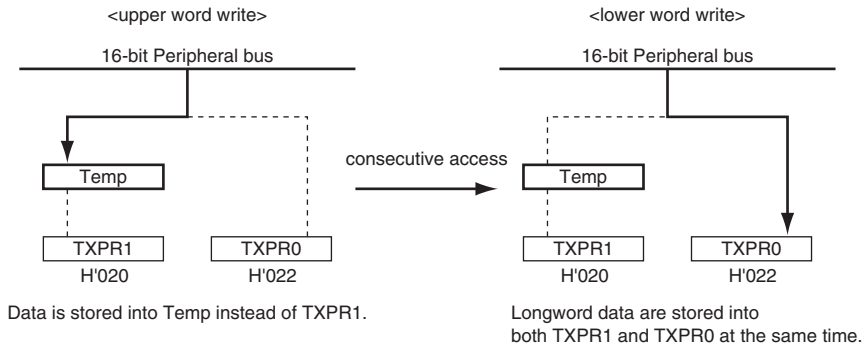 <upper word write>
16-bit Peripheral bus
Temp
TXPR1
TXPR0
H'020
H'022
Data is stored into Temp instead of TXPR1.
consecutive access
<lower word write>
16-bit Peripheral bus
Temp
TXPR1
TXPR0
H'020
H'022
Longword data are stored into
both TXPR1 and TXPR0 at the same time.